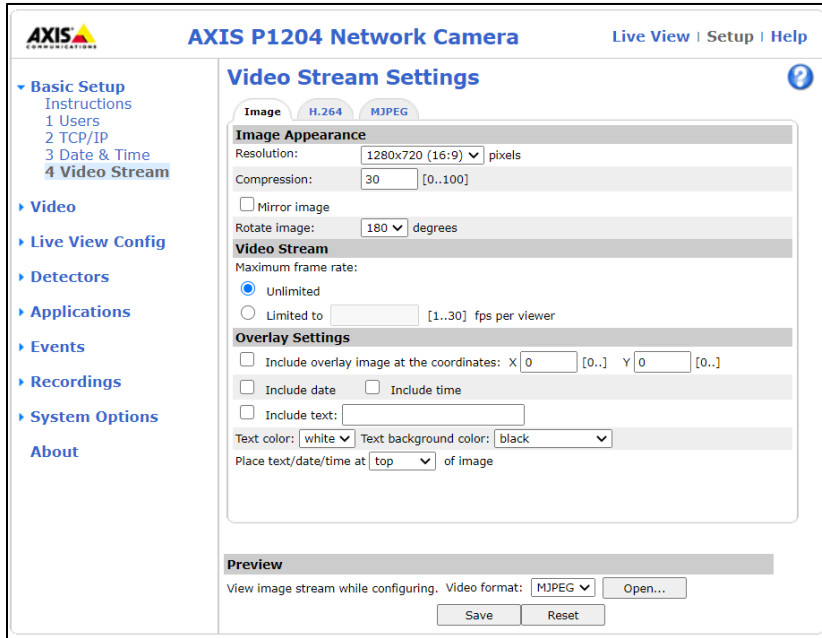 AXIS
COMMUNICATIONS
AXIS P1204 Network Camera
Live View | Setup | Help
Basic Setup
Instructions
1 Users
2 TCP/IP
3 Date & Time
4 Video Stream
Video
Live View Config
Detectors
Applications
Events
Recordings
System Options
About
Video Stream Settings
?
Image H.264 MJPEG
Image Appearance
Resolution: 1280x720 (16:9) pixels
Compression: 30 [0..100]
Mirror image
Rotate image: 180 degrees
Video Stream
Maximum frame rate:
Unlimited
Limited to [1..30] fps per viewer
Overlay Settings
Include overlay image at the coordinates: X 0 [0..] Y 0 [0..]
Include date Include time
Include text:
Text color: white Text background color: black
Place text/date/time at top of image
Preview
View image stream while configuring. Video format: MJPEG Open...
Save Reset